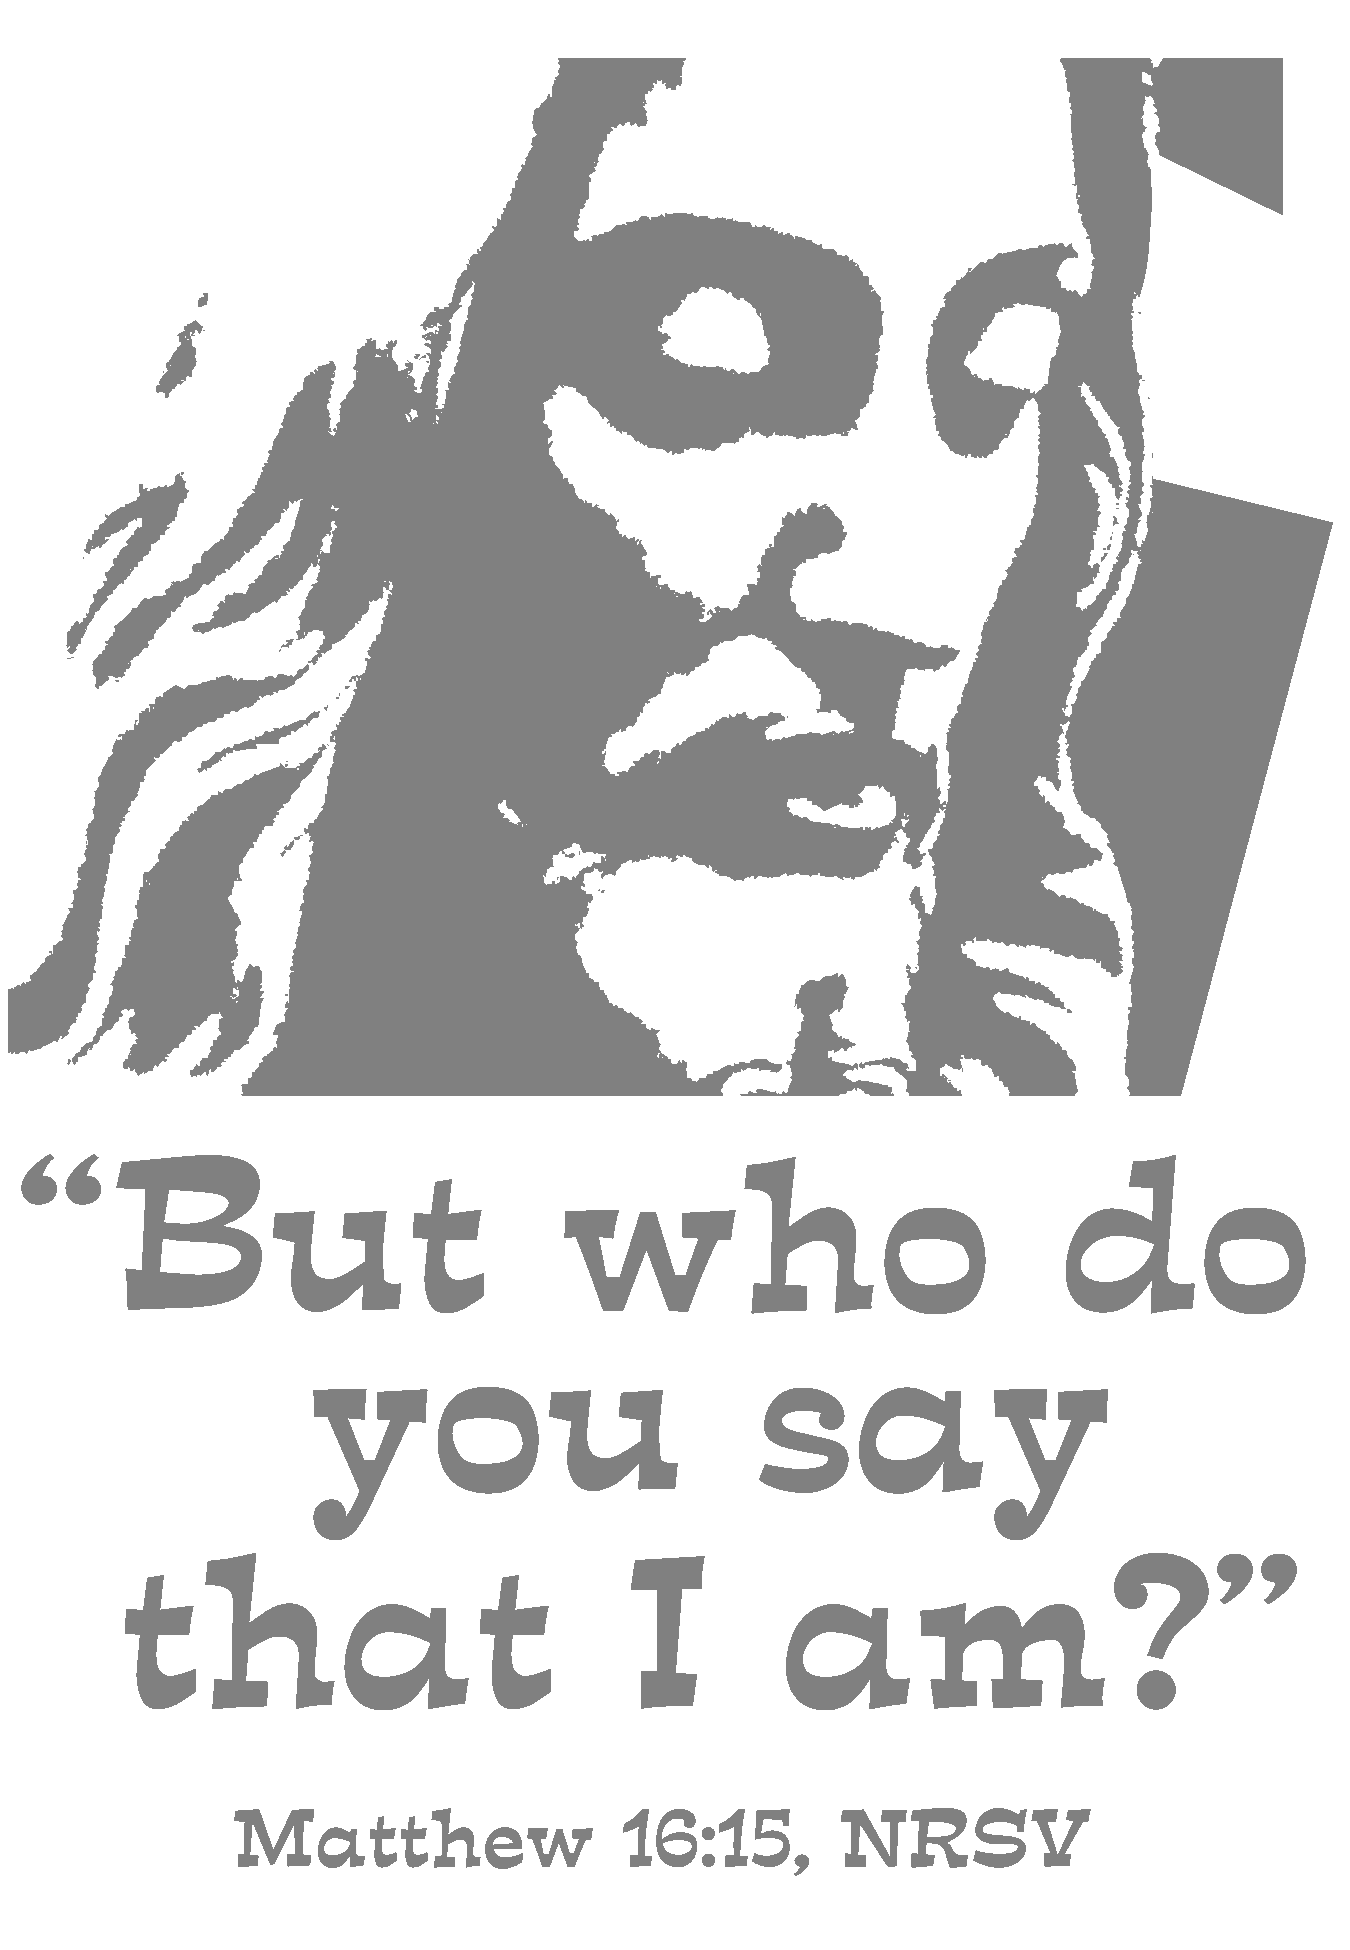 “But who do
you say
that I am?”
Matthew 16:15, NRSV